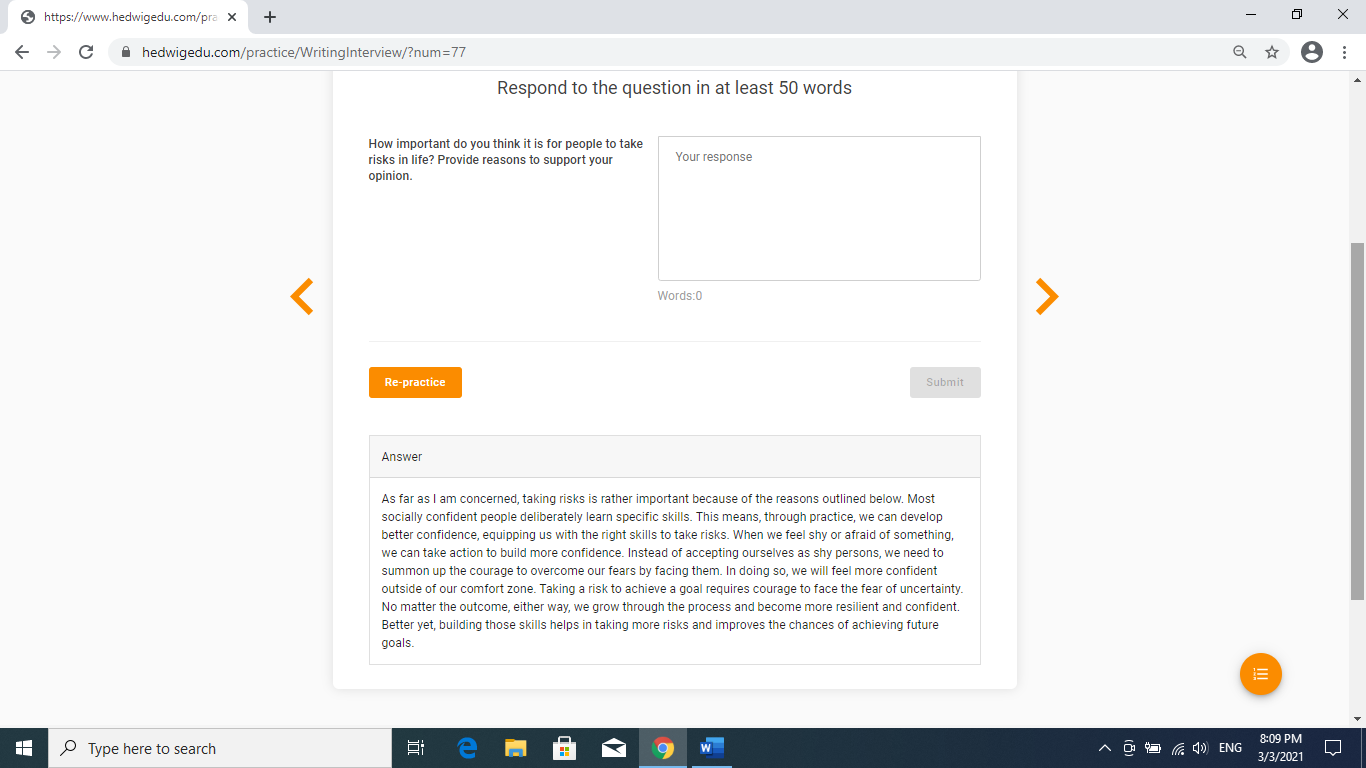 https://www.hedwigedu.com/pra
hedwigedu.com/practice/WritingInterview/?num=77
Respond to the question in at least 50 words
How important do you think it is for people to take
risks in life? Provide reasons to support your
opinion.
Your response
Words:0
Re-practice
Submit
Answer
As far as I am concerned, taking risks is rather important because of the reasons outlined below. Most
socially confident people deliberately learn specific skills. This means, through practice, we can develop
better confidence, equipping us with the right skills to take risks. When we feel shy or afraid of something,
we can take action to build more confidence. Instead of accepting ourselves as shy persons, we need to
summon up the courage to overcome our fears by facing them. In doing so, we will feel more confident
outside of our comfort zone. Taking a risk to achieve a goal requires courage to face the fear of uncertainty.
No matter the outcome, either way, we grow through the process and become more resilient and confident.
Better yet, building those skills helps in taking more risks and improves the chances of achieving future
goals.
Type here to search
ENG
8:09 PM
3/3/2021